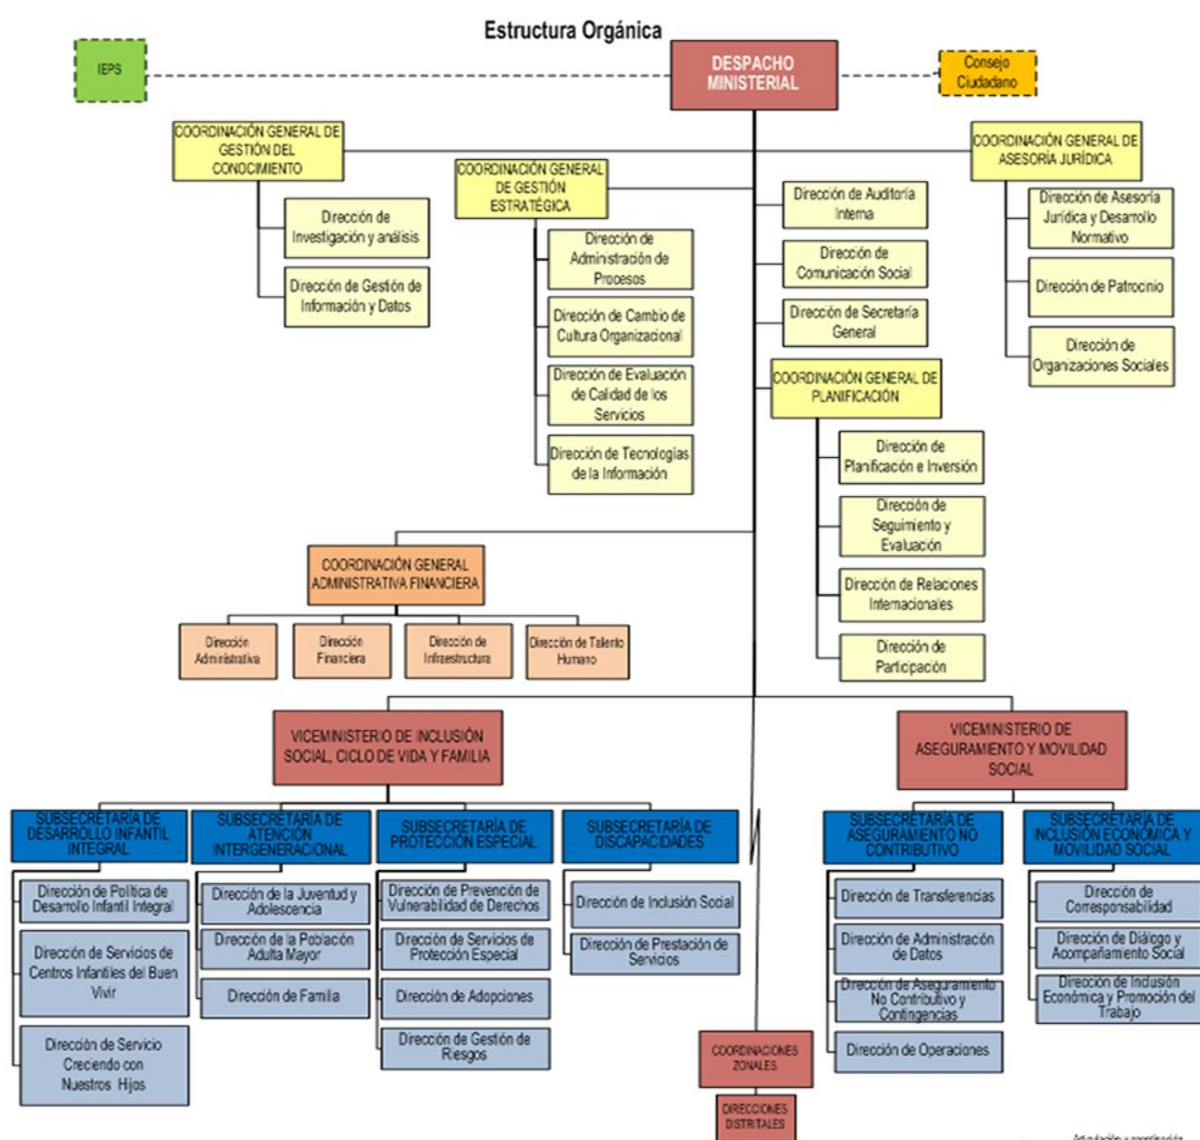 Estructura Orgánica
IEPS
DESPACHO
MINISTERIAL
Consejo
Ciudadano
COORDINACIÓN GENERAL DE
GESTIÓN DEL
CONOCIMIENTO
Dirección de
Investigación y análisis
Dirección de Gestión de
Información y Datos
COORDINACIÓN GENERAL
DE GESTIÓN
ESTRATÉGICA
Dirección de
Administración de
Procesos
Dirección de Cambio de
Cultura Organizacional
Dirección de Evaluación
de Calidad de los
Servicios
Dirección de Tecnologías
de la Información
Dirección de Auditoría
Interna
Dirección de
Comunicación Social
Dirección de Secretaría
General
COORDINACIÓN GENERAL DE
PLANIFICACIÓN
Dirección de
Planificación e Inversión
Dirección de
Seguimiento y
Evaluación
Dirección de Relaciones
Internacionales
Dirección de
Participación
COORDINACIÓN GENERAL DE
ASESORÍA JURÍDICA
Dirección de Asesoría
Jurídica y Desarrollo
Normativo
Dirección de Patrocinio
Dirección de
Organizaciones Sociales
COORDINACIÓN GENERAL
ADMINISTRATIVA FINANCIERA
Dirección
Administrativa
Dirección
Financiera
Dirección de
Infraestructura
Dirección de Talento
Humano
VICEMINISTERIO DE INCLUSIÓN
SOCIAL, CICLO DE VIDA Y FAMILIA
SUBSECRETARÍA DE
DESARROLLO INFANTIL
INTEGRAL
Dirección de Política de
Desarrollo Infantil Integral
Dirección de Servicios de
Centros Infantiles del Buen
Vivir
Dirección de Servicio
Creciendo con
Nuestros Hijos
SUBSECRETARÍA DE
ATENCIÓN
INTERGENERACIONAL
Dirección de la Juventud y
Adolescencia
Dirección de la Población
Adulta Mayor
Dirección de Familia
SUBSECRETARÍA DE
PROTECCIÓN ESPECIAL
Dirección de Prevención de
Vulnerabilidad de Derechos
Dirección de Servicios de
Protección Especial
Dirección de Adopciones
Dirección de Gestión de
Riesgos
SUBSECRETARÍA DE
DISCAPACIDADES
Dirección de Inclusión Social
Dirección de Prestación de
Servicios
VICEMINISTERIO DE
ASEGURAMIENTO Y MOVILIDAD
SOCIAL
SUBSECRETARÍA DE
ASEGURAMIENTO NO
CONTRIBUTIVO
Dirección de Transferencias
Dirección de Administración
de Datos
Dirección de Aseguramiento
No Contributivo y
Contingencias
Dirección de Operaciones
SUBSECRETARÍA DE
INCLUSIÓN ECONÓMICA Y
MOVILIDAD SOCIAL
Dirección de
Corresponsabilidad
Dirección de Diálogo y
Acompañamiento Social
Dirección de Inclusión
Económica y Promoción del
Trabajo
COORDINACIONES
ZONALES
DIRECCIONES
DISTRITALES